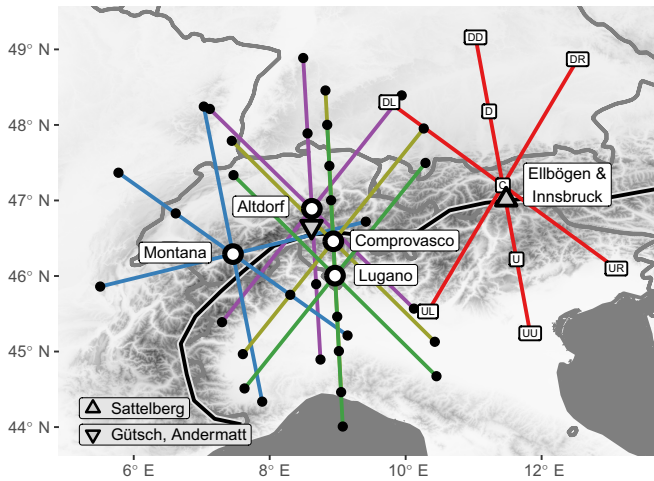 49° N
48° N
47° N
46° N
45° N
44° N
DD
DR
DL
D
C
Ellbögen &
Innsbruck
Altdorf
Comprovasco
Montana
Lugano
U
UR
UL
UU
Sattelberg
Gütsch, Andermatt
6° E
8° E
10° E
12° E